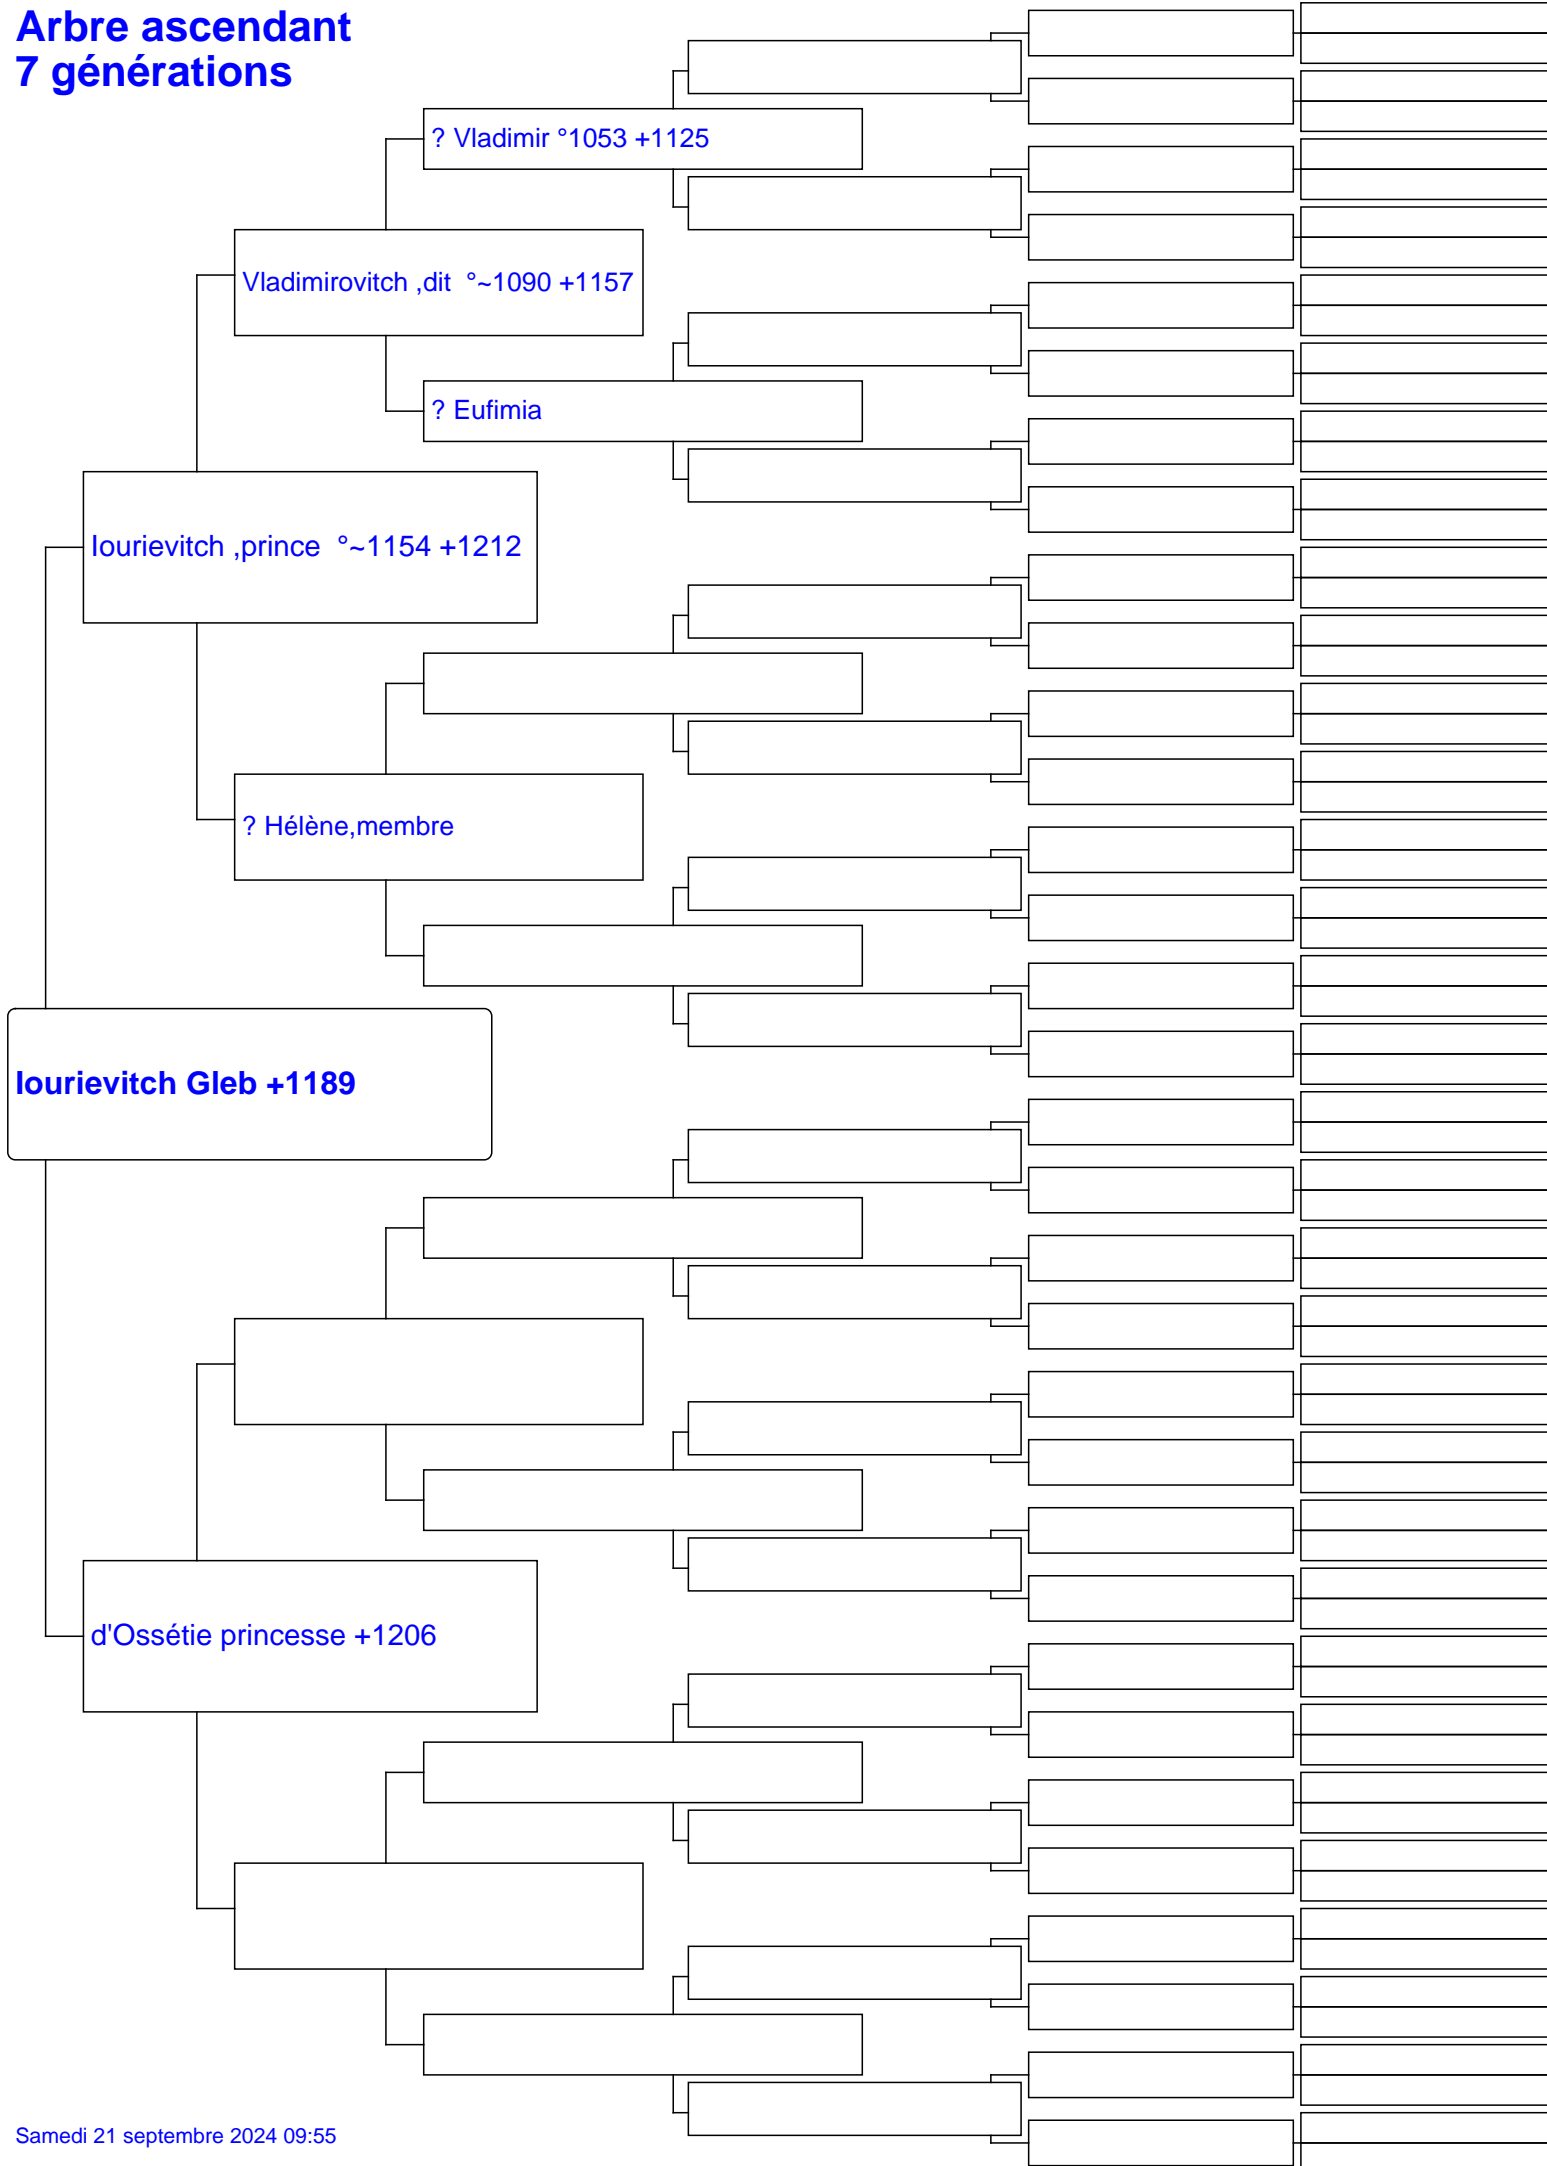 Arbre ascendant
7 générations
? Vladimir °1053 +1125
Vladimirovitch ,dit  °~1090 +1157
? Eufimia
Iourievitch ,prince  °~1154 +1212
? Hélène,membre
Iourievitch Gleb +1189
d'Ossétie princesse +1206
Samedi 21 septembre 2024 09:55